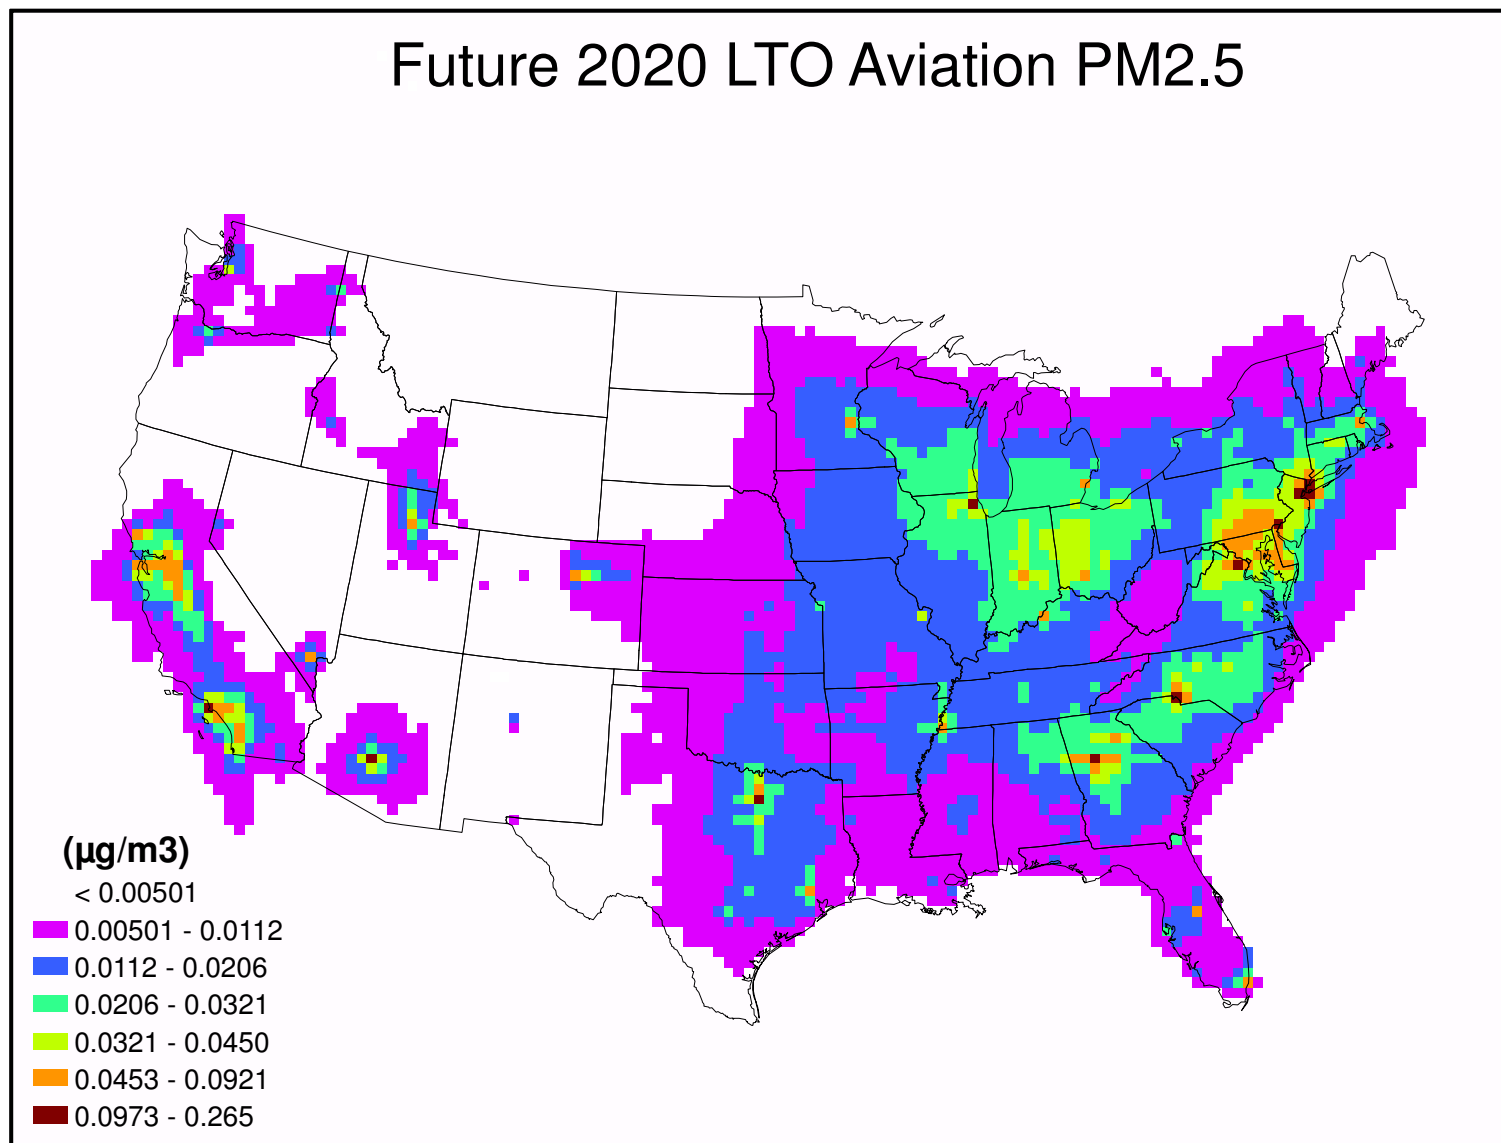 Future 2020 LTO Aviation PM2.5
(µg/m3)
< 0.00501
0.00501 - 0.0112
0.0112 - 0.0206
0.0206 - 0.0321
0.0321 - 0.0450
0.0453 - 0.0921
0.0973 - 0.265